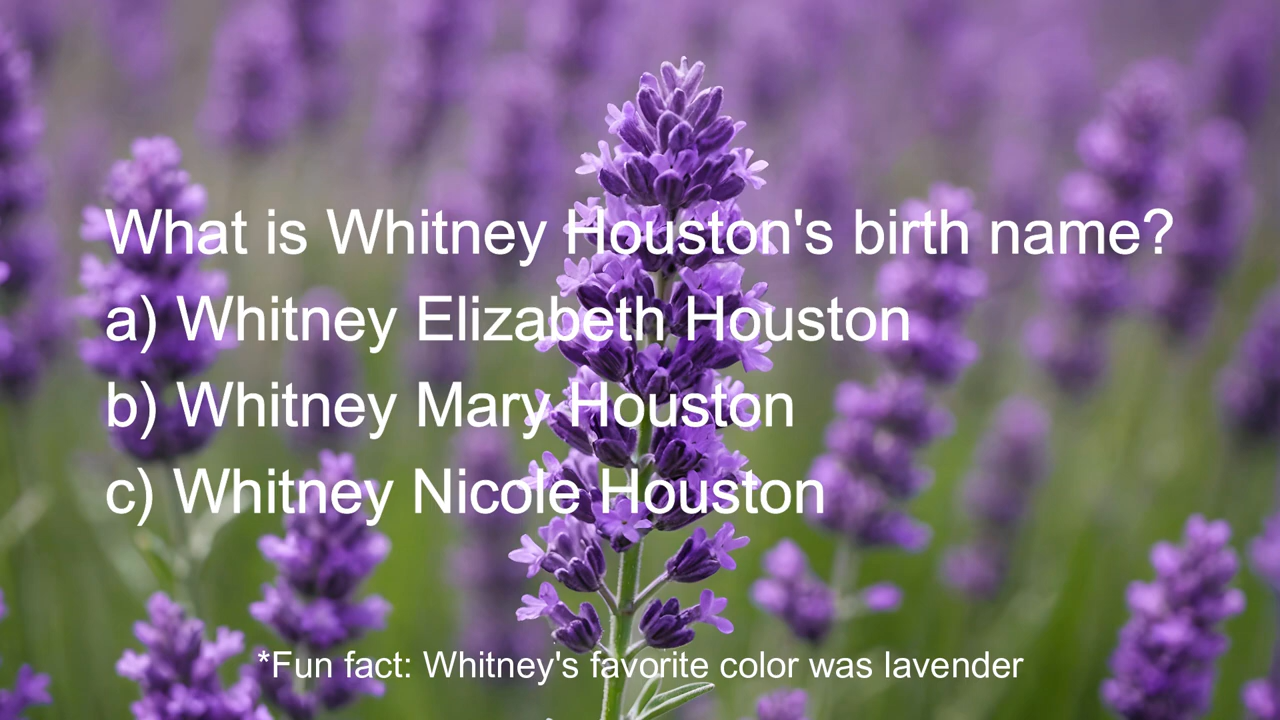 What is Whitney Houston's birth name?
a) Whitney Elizabeth Houston
b) Whitney Mary Houston
c) Whitney Nicole Houston
*Fun fact: Whitney's favorite color was lavender